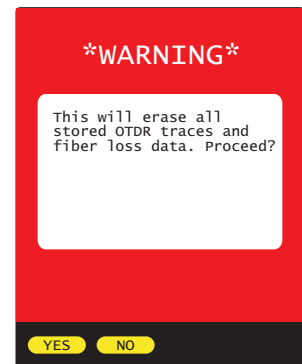 *WARNING*
This will erase all
stored OTDR traces and
fiber loss data. Proceed?
YES NO